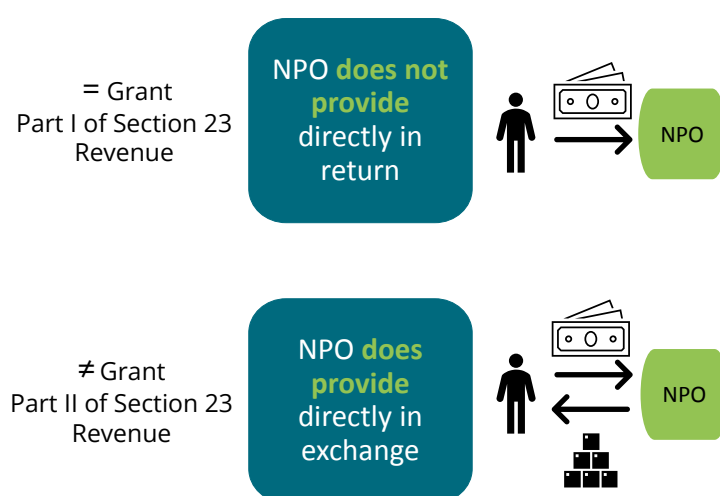 = Grant
Part I of Section 23
Revenue
NPO does not
provide
directly in
return
NPO
≠ Grant
Part II of Section 23
Revenue
NPO does
provide
directly in
exchange
NPO